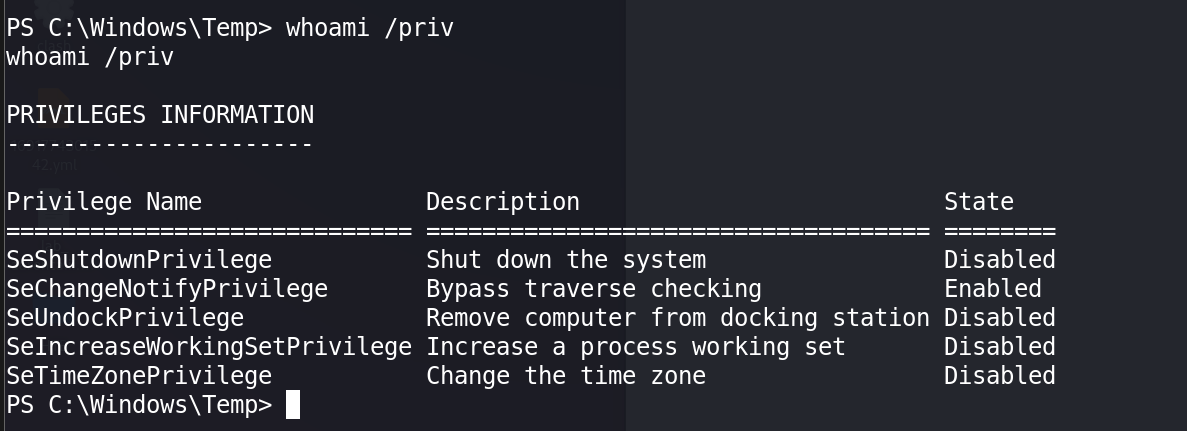 PS C:\Windows\Temp> whoami /priv
whoami /priv
PRIVILEGES INFORMATION
----------------------
42.yml
Privilege Name Description State
============================= ==================================== ========
SeShutdownPrivilege Shut down the system Disabled
SeChangeNotifyPrivilege Bypass traverse checking Enabled
SeUndockPrivilege Remove computer from docking station Disabled
SeIncreaseWorkingSetPrivilege Increase a process working set Disabled
SeTimeZonePrivilege Change the time zone Disabled
PS C:\Windows\Temp>